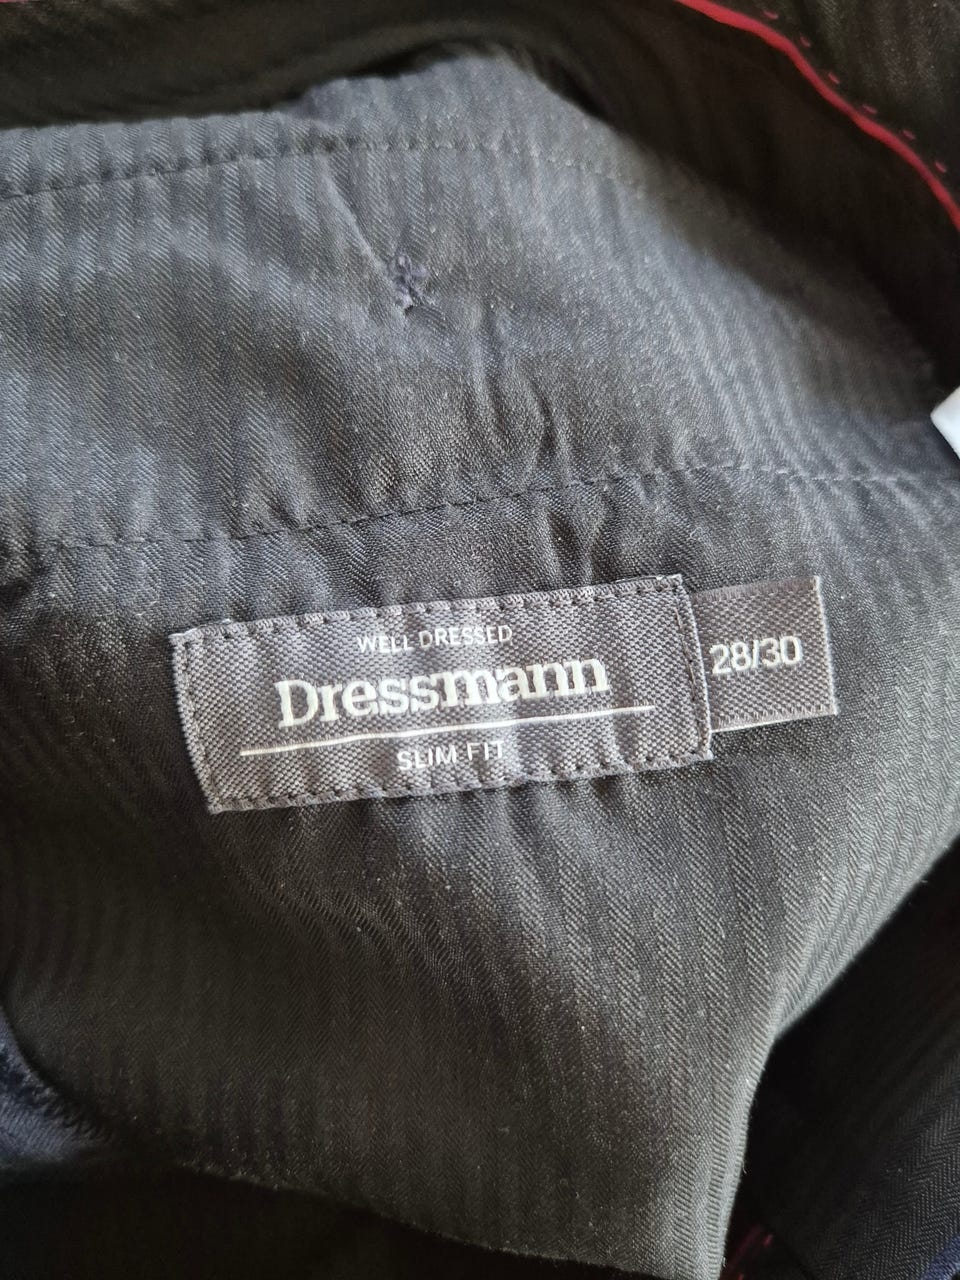 WELL DRESSED
Dressmann
SLIM FIT
28/30